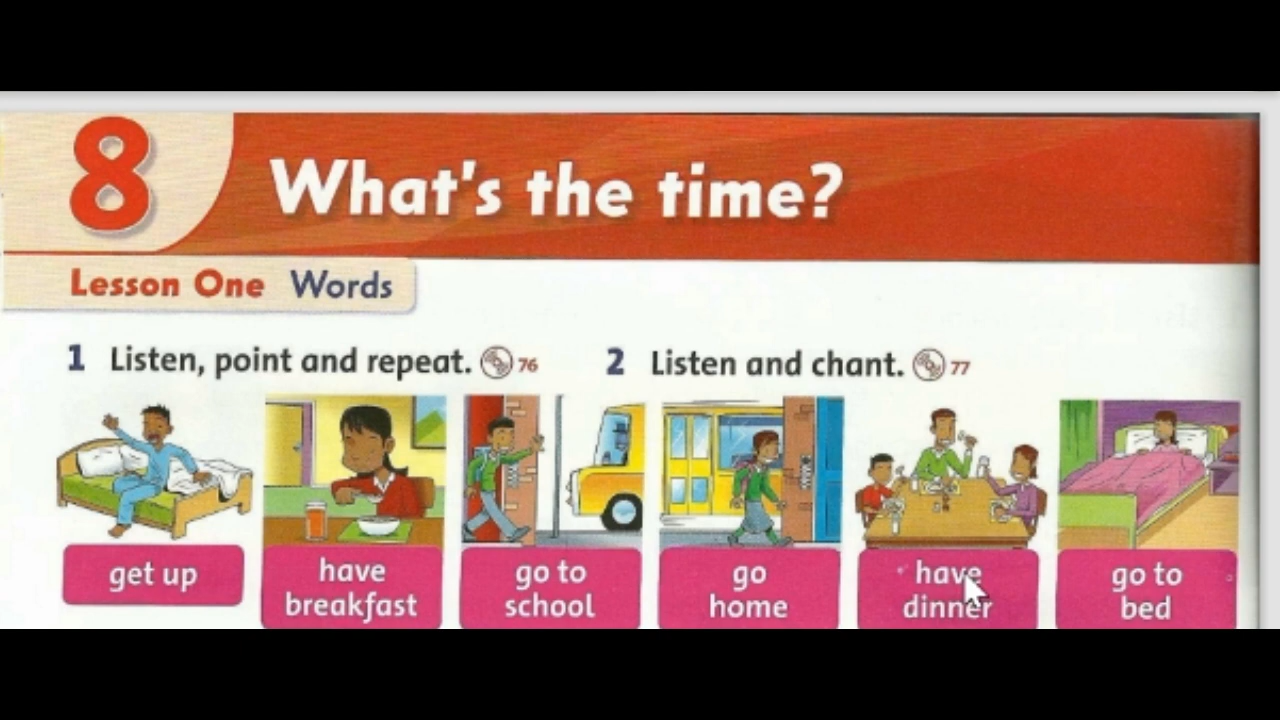 8
What's the time?
Lesson One Words
1 Listen, point and repeat. 76
2 Listen and chant. 77
get up
have
breakfast
go to
school
go
home
have
dinner
go to
bed